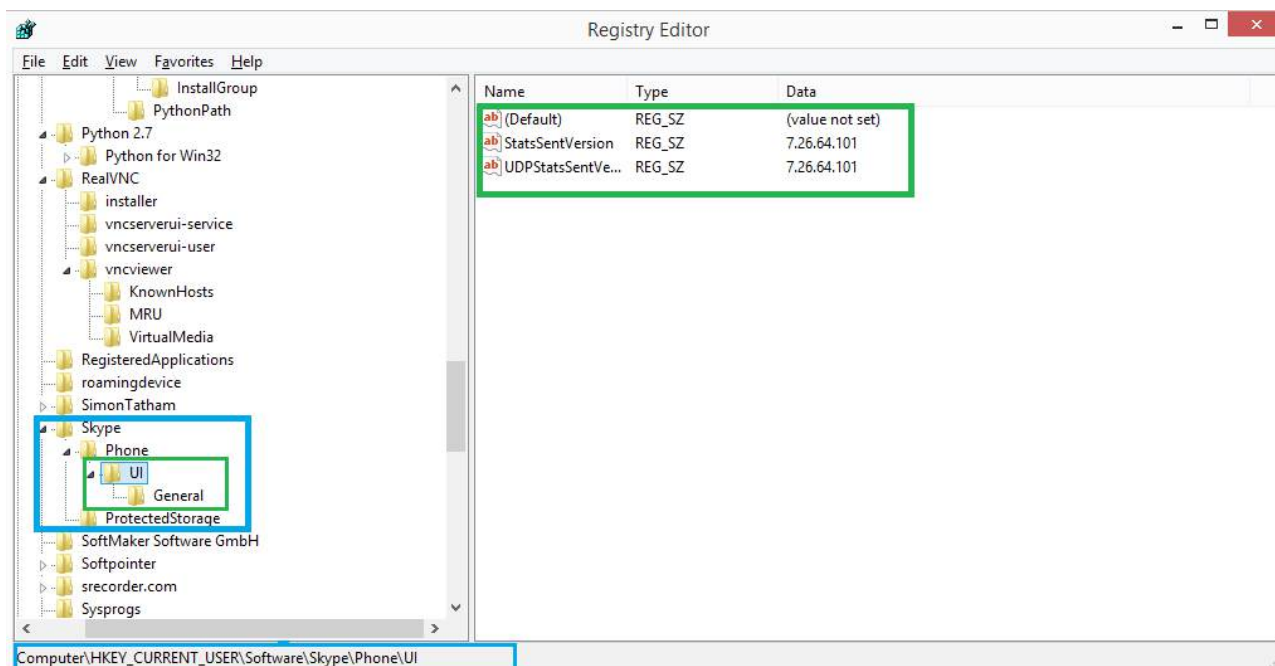 Registry Editor
File Edit View Favorites Help
InstallGroup
PythonPath
Python 2.7
Python for Win32
RealVNC
installer
vncserverui-service
vncserverui-user
vncviewer
KnownHosts
MRU
VirtualMedia
RegisteredApplications
roamingdevice
SimonTatham
Skype
Phone
UI
General
ProtectedStorage
SoftMaker Software GmbH
Softpointer
srecorder.com
Sysprogs
Name Type Data
ab (Default) REG_SZ (value not set)
ab StatsSentVersion REG_SZ 7.26.64.101
ab UDPStatsSentVe... REG_SZ 7.26.64.101
Computer\HKEY_CURRENT_USER\Software\Skype\Phone\UI